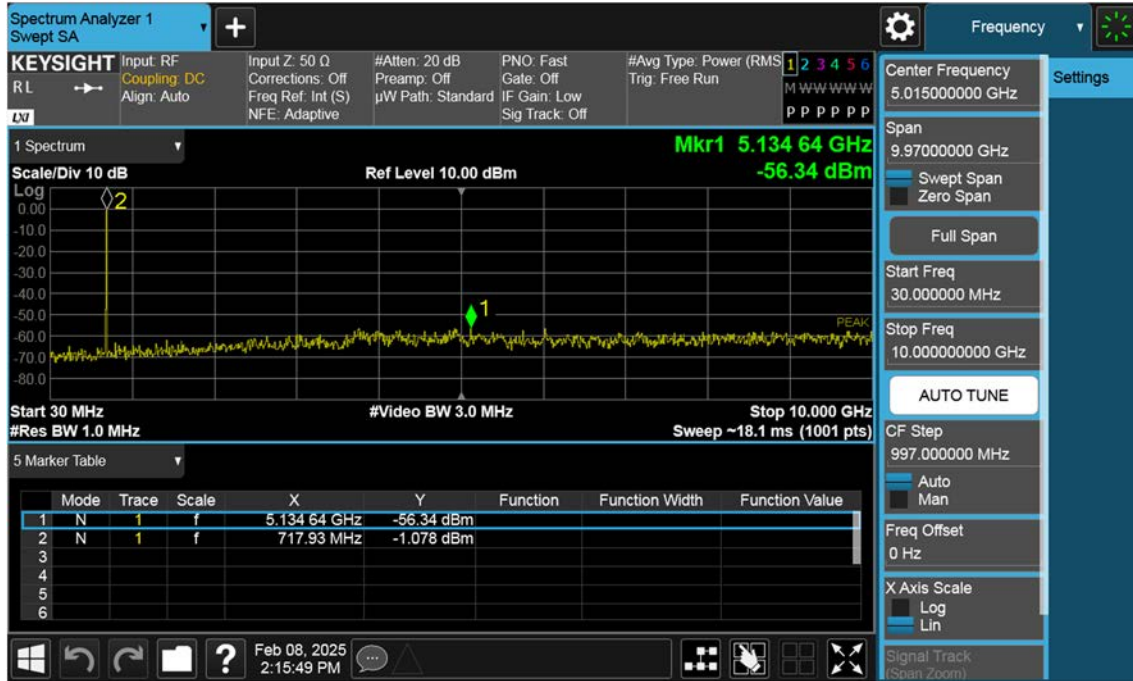 Spectrum Analyzer 1
Swept SA
+
Frequency
KEYSIGHT
R L
LXI
Input: RF
Coupling: DC
Align: Auto
Input Z: 50 Ω
Corrections: Off
Freq Ref: Int (S)
NFE: Adaptive
#Atten: 20 dB
Preamp: Off
µW Path: Standard
PNO: Fast
Gate: Off
IF Gain: Low
Sig Track: Off
#Avg Type: Power (RMS
Trig: Free Run
1 2 3 4 5 6
M W W W W W
P P P P P P
1 Spectrum
Mkr1 5.134 64 GHz
Scale/Div 10 dB
Ref Level 10.00 dBm
-56.34 dBm
Log
0.00
-10.0
-20.0
-30.0
-40.0
-50.0
-60.0
-70.0
-80.0
2
1
PEAK
Start 30 MHz
#Video BW 3.0 MHz
Stop 10.000 GHz
#Res BW 1.0 MHz
Sweep ~18.1 ms (1001 pts)
5 Marker Table
Mode Trace Scale X Y Function Function Width Function Value
1 N 1 f 5.134 64 GHz -56.34 dBm
2 N 1 f 717.93 MHz -1.078 dBm
3
4
5
6
?
Feb 08, 2025
2:15:49 PM
Center Frequency
5.015000000 GHz
Settings
Span
9.97000000 GHz
Swept Span
Zero Span
Full Span
Start Freq
30.000000 MHz
Stop Freq
10.000000000 GHz
AUTO TUNE
CF Step
997.000000 MHz
Auto
Man
Freq Offset
0 Hz
X Axis Scale
Log
Lin
Signal Track
(Span Zoom)